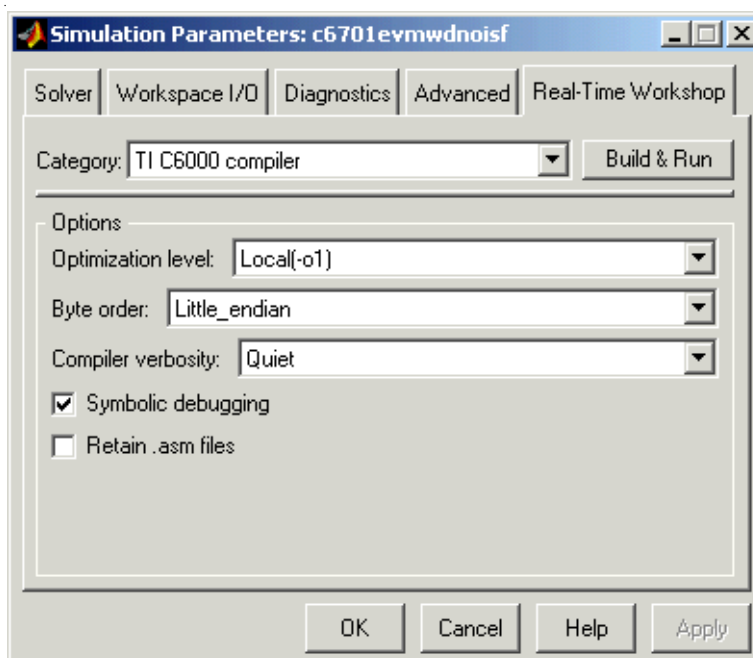 Simulation Parameters: c6701evmwdnoisf
Solver Workspace I/O Diagnostics Advanced Real-Time Workshop
Category: TI C6000 compiler Build & Run
Options
Optimization level: Local(-o1)
Byte order: Little_endian
Compiler verbosity: Quiet
Symbolic debugging
Retain .asm files
OK Cancel Help Apply